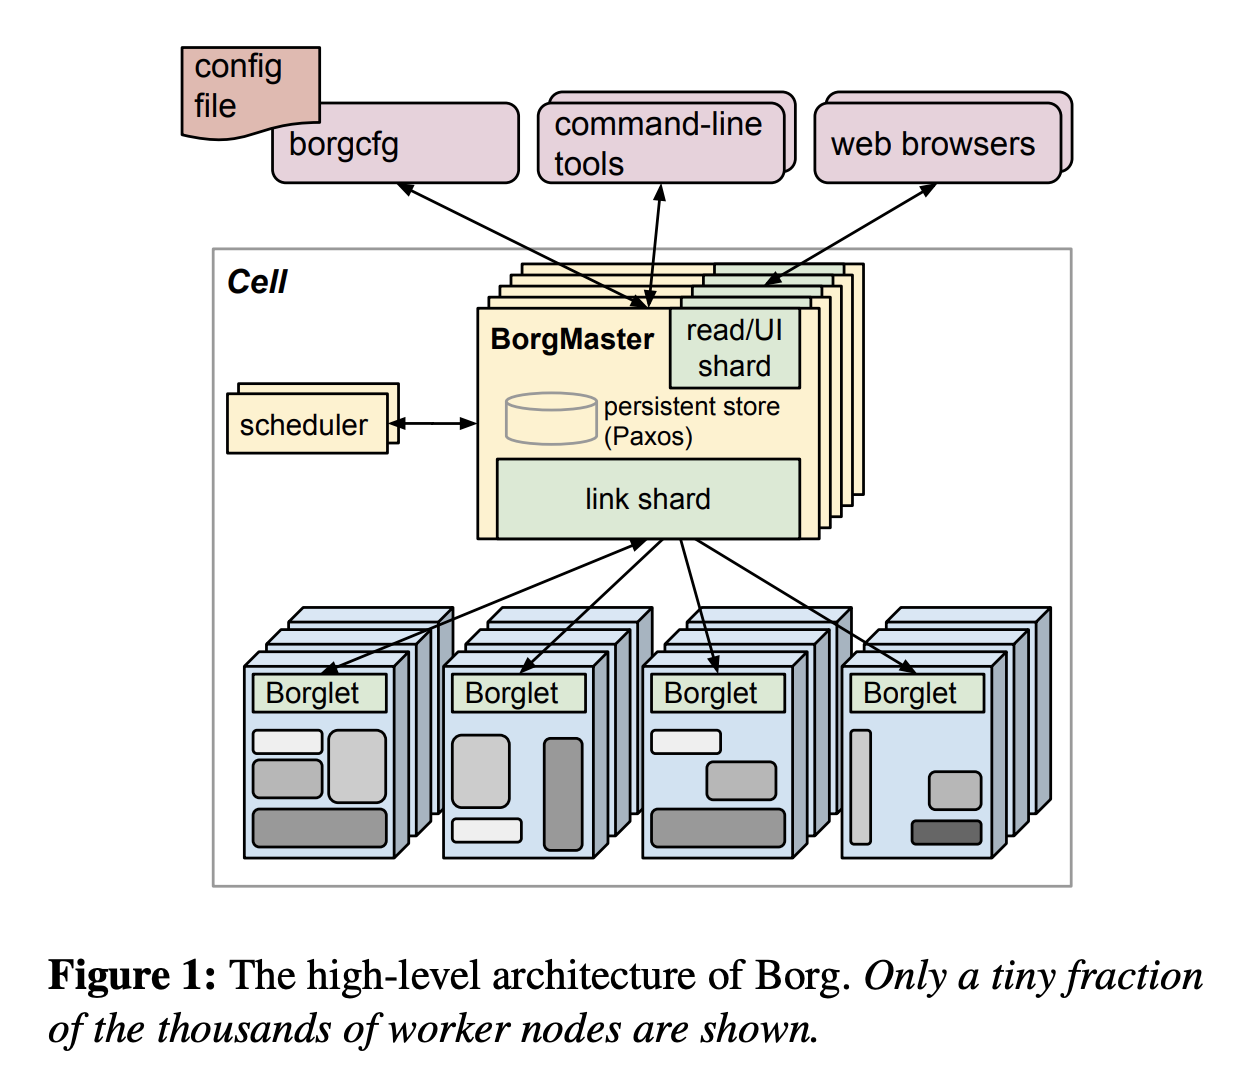 config
file
borgcfg
command-line
tools
web browsers
Cell
BorgMaster
read/UI
shard
persistent store
(Paxos)
scheduler
link shard
Borglet
Borglet
Borglet
Borglet
Figure 1: The high-level architecture of Borg. Only a tiny fraction
of the thousands of worker nodes are shown.